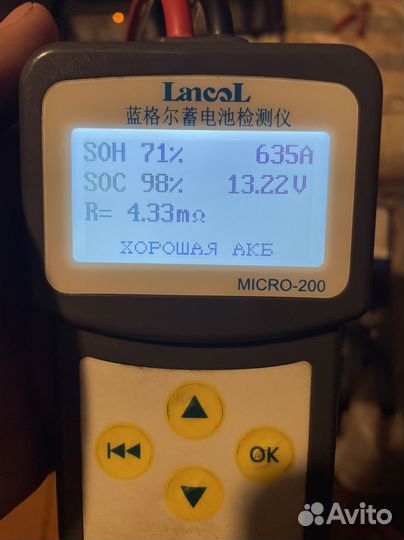 LancoL
蓝格尔蓄电池检测仪
SOH 71% 635A
SOC 98% 13.22V
R= 4.33mΩ
ХОРОШАЯ АКБ
MICRO-200
OK
Avito